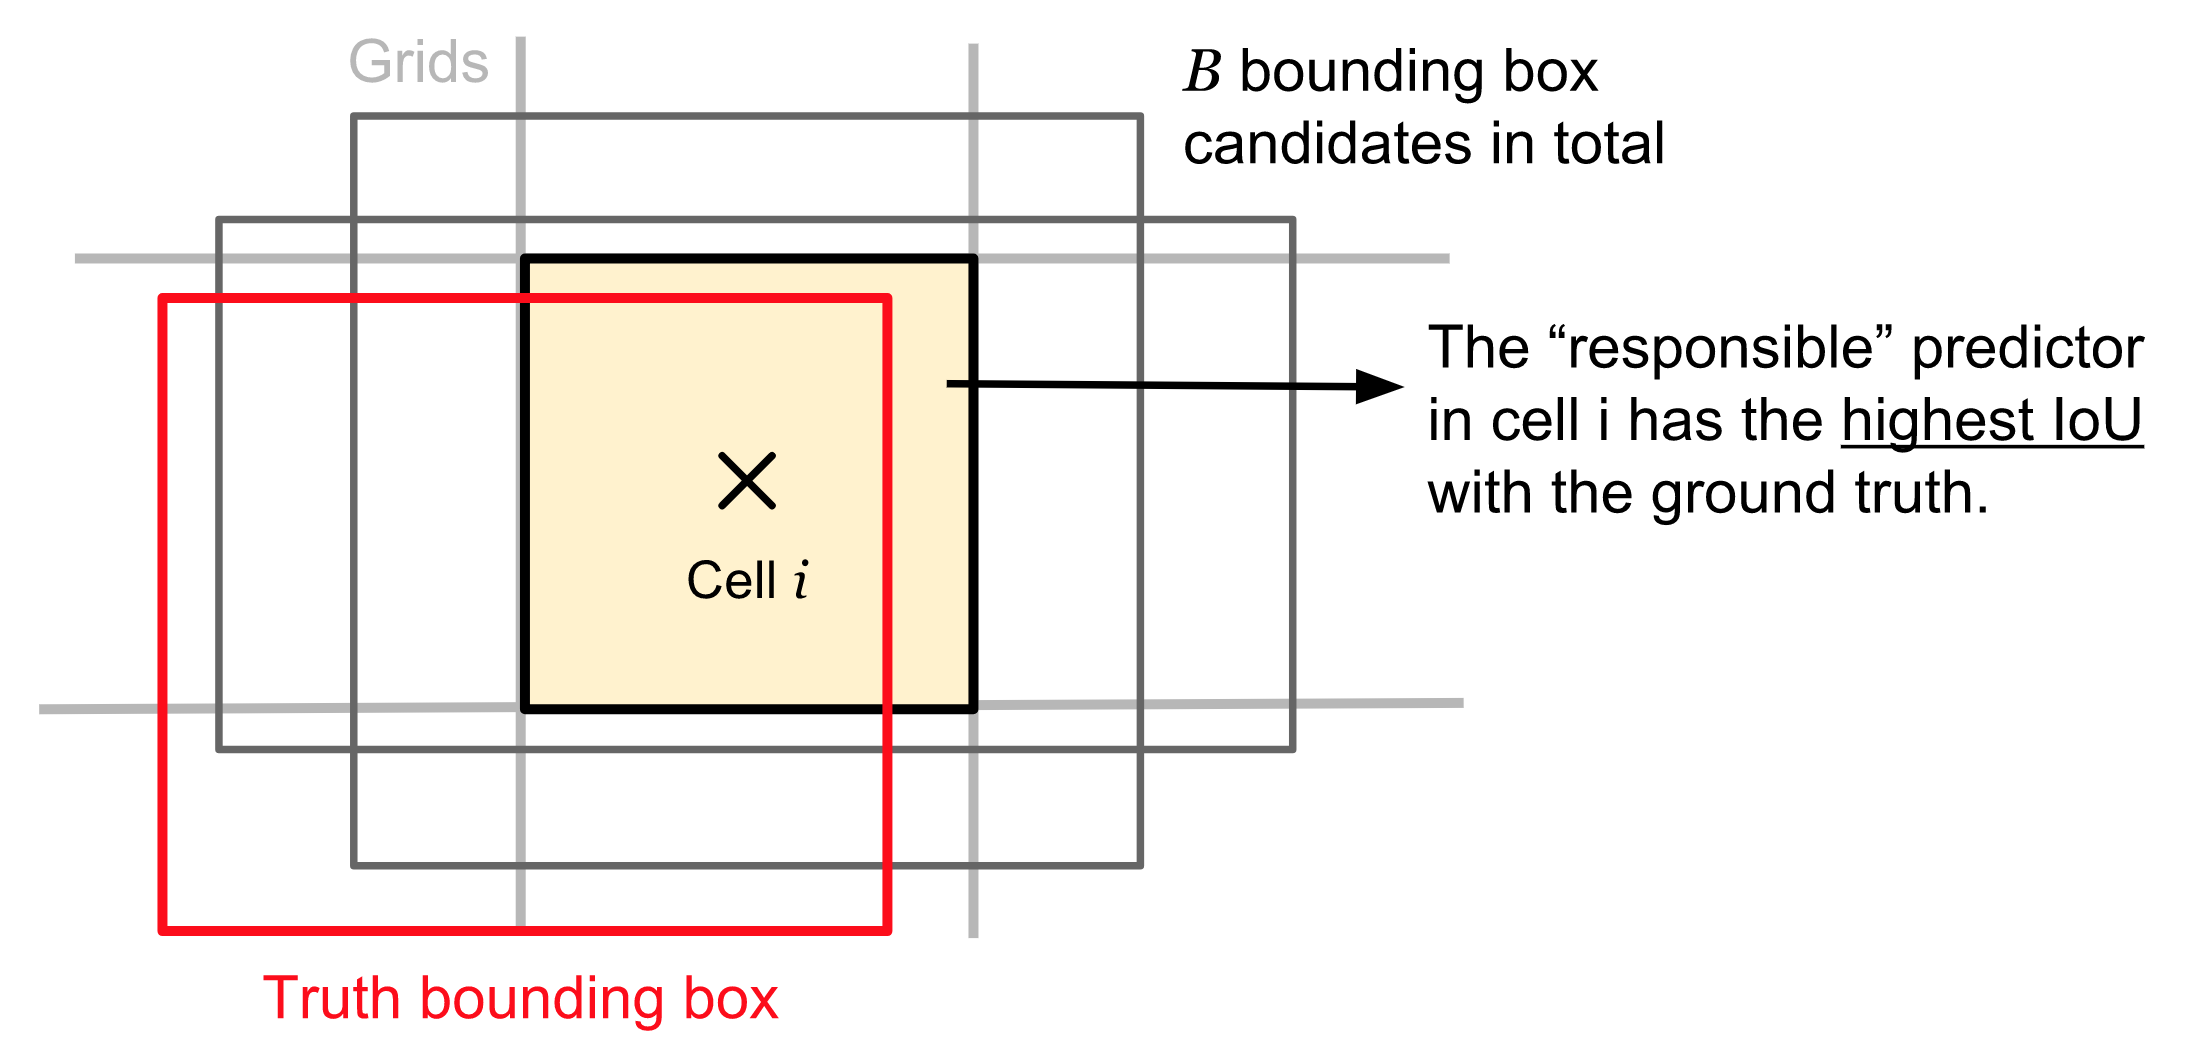 Grids
B bounding box
candidates in total
The “responsible” predictor
in cell i has the highest IoU
with the ground truth.
Cell i
Truth bounding box